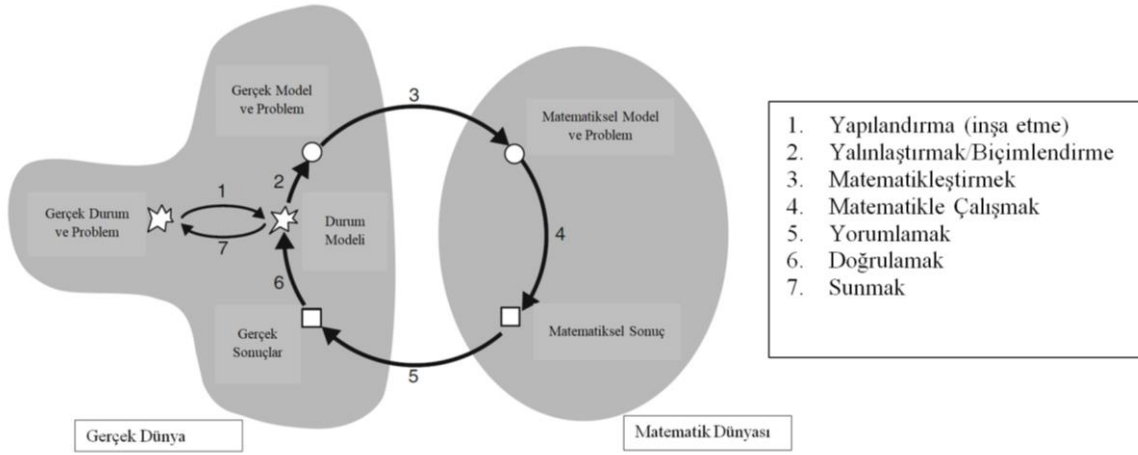 Gerçek Model
ve Problem
3
Matematiksel Model
ve Problem
1
2
Gerçek Durum
ve Problem
7
Durum
Modeli
4
6
Gerçek
Sonuçlar
Matematiksel Sonuç
5
Gerçek Dünya
Matematik Dünyası
1. Yapılandırma (inşa etme)
2. Yalınlaştırmak/Biçimlendirme
3. Matematikleştirmek
4. Matematikle Çalışmak
5. Yorumlamak
6. Doğrulamak
7. Sunmak